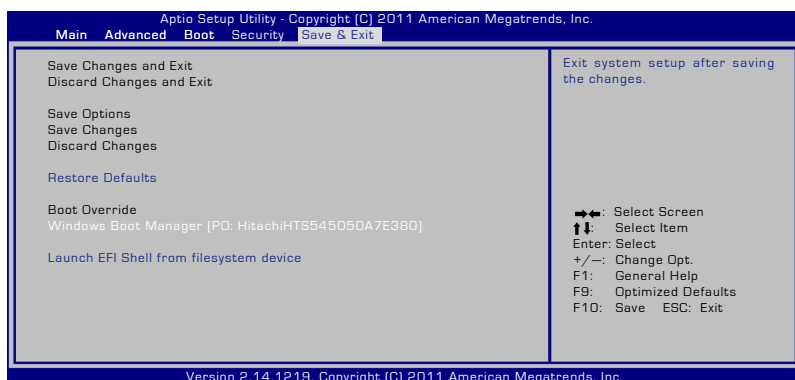 Aptio Setup Utility - Copyright (C) 2011 American Megatrends, Inc.
Main Advanced Boot Security Save & Exit
Save Changes and Exit
Discard Changes and Exit
Save Options
Save Changes
Discard Changes
Restore Defaults
Boot Override
Windows Boot Manager (PO: HitachiHTS545050A7E380)
Launch EFI Shell from filesystem device
Exit system setup after saving
the changes.
→←: Select Screen
↑↓: Select Item
Enter: Select
+/—: Change Opt.
F1: General Help
F9: Optimized Defaults
F10: Save ESC: Exit
Version 2.14.1219. Copyright (C) 2011 American Megatrends, Inc.